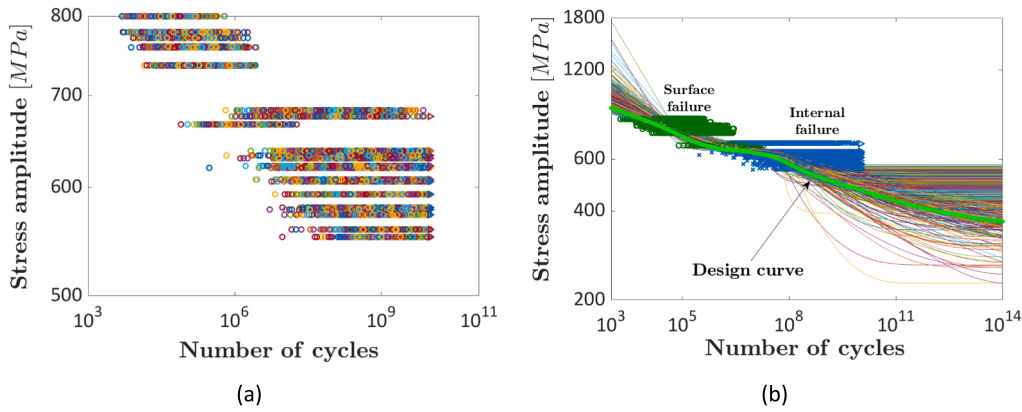 800
700
600
500
10^3
10^6
10^9
10^11
Stress amplitude [MPa]
Number of cycles
(a)
1800
1200
600
400
200
10^3
10^5
10^8
10^11
10^14
Stress amplitude [MPa]
Surface
failure
Internal
failure
Design curve
Number of cycles
(b)